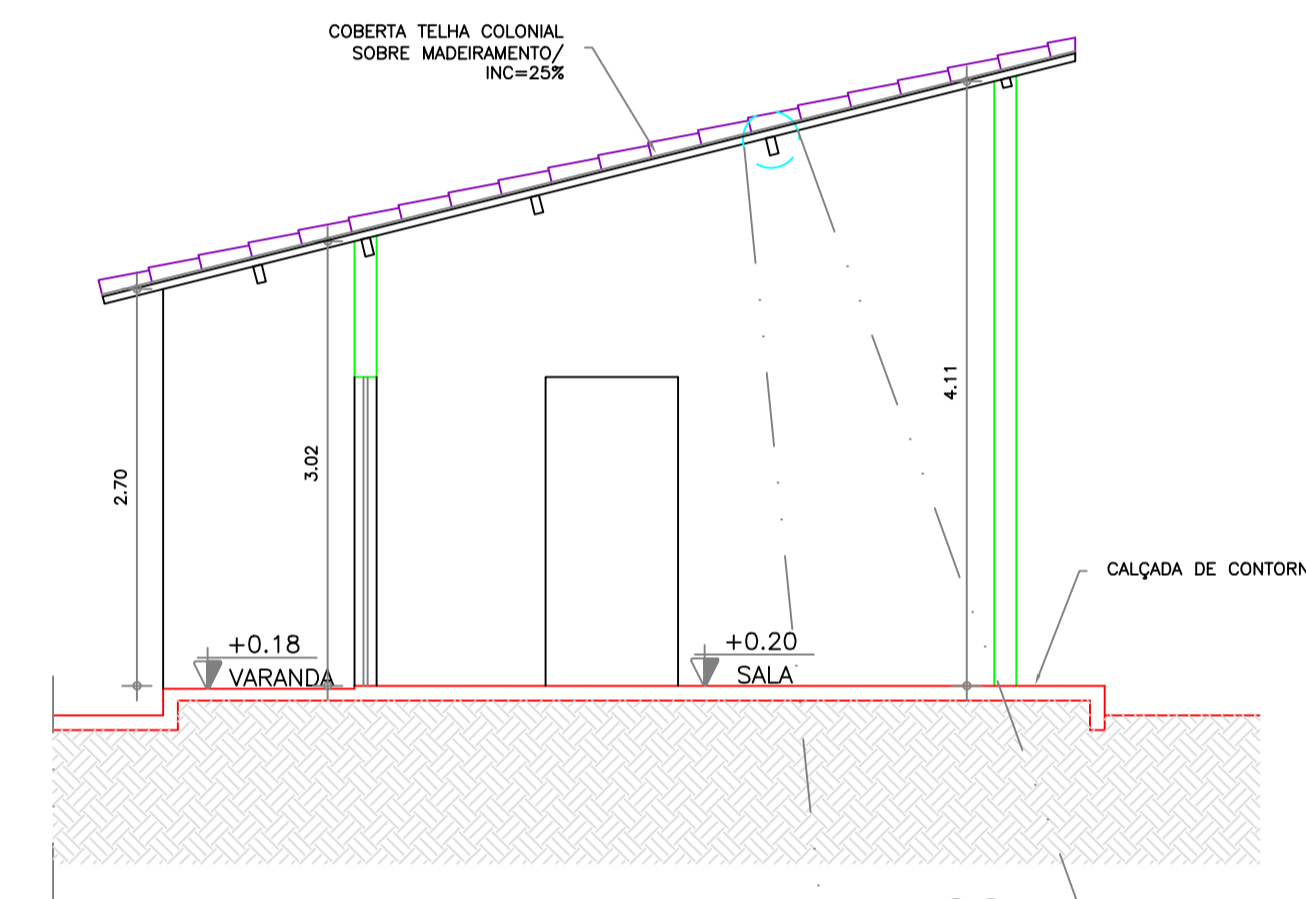 COBERTA TELHA COLONIAL
SOBRE MADEIRAMENTO/
INC=25%
4.11
3.02
2.70
CALÇADA DE CONTORN
+0.18
VARANDA
+0.20
SALA